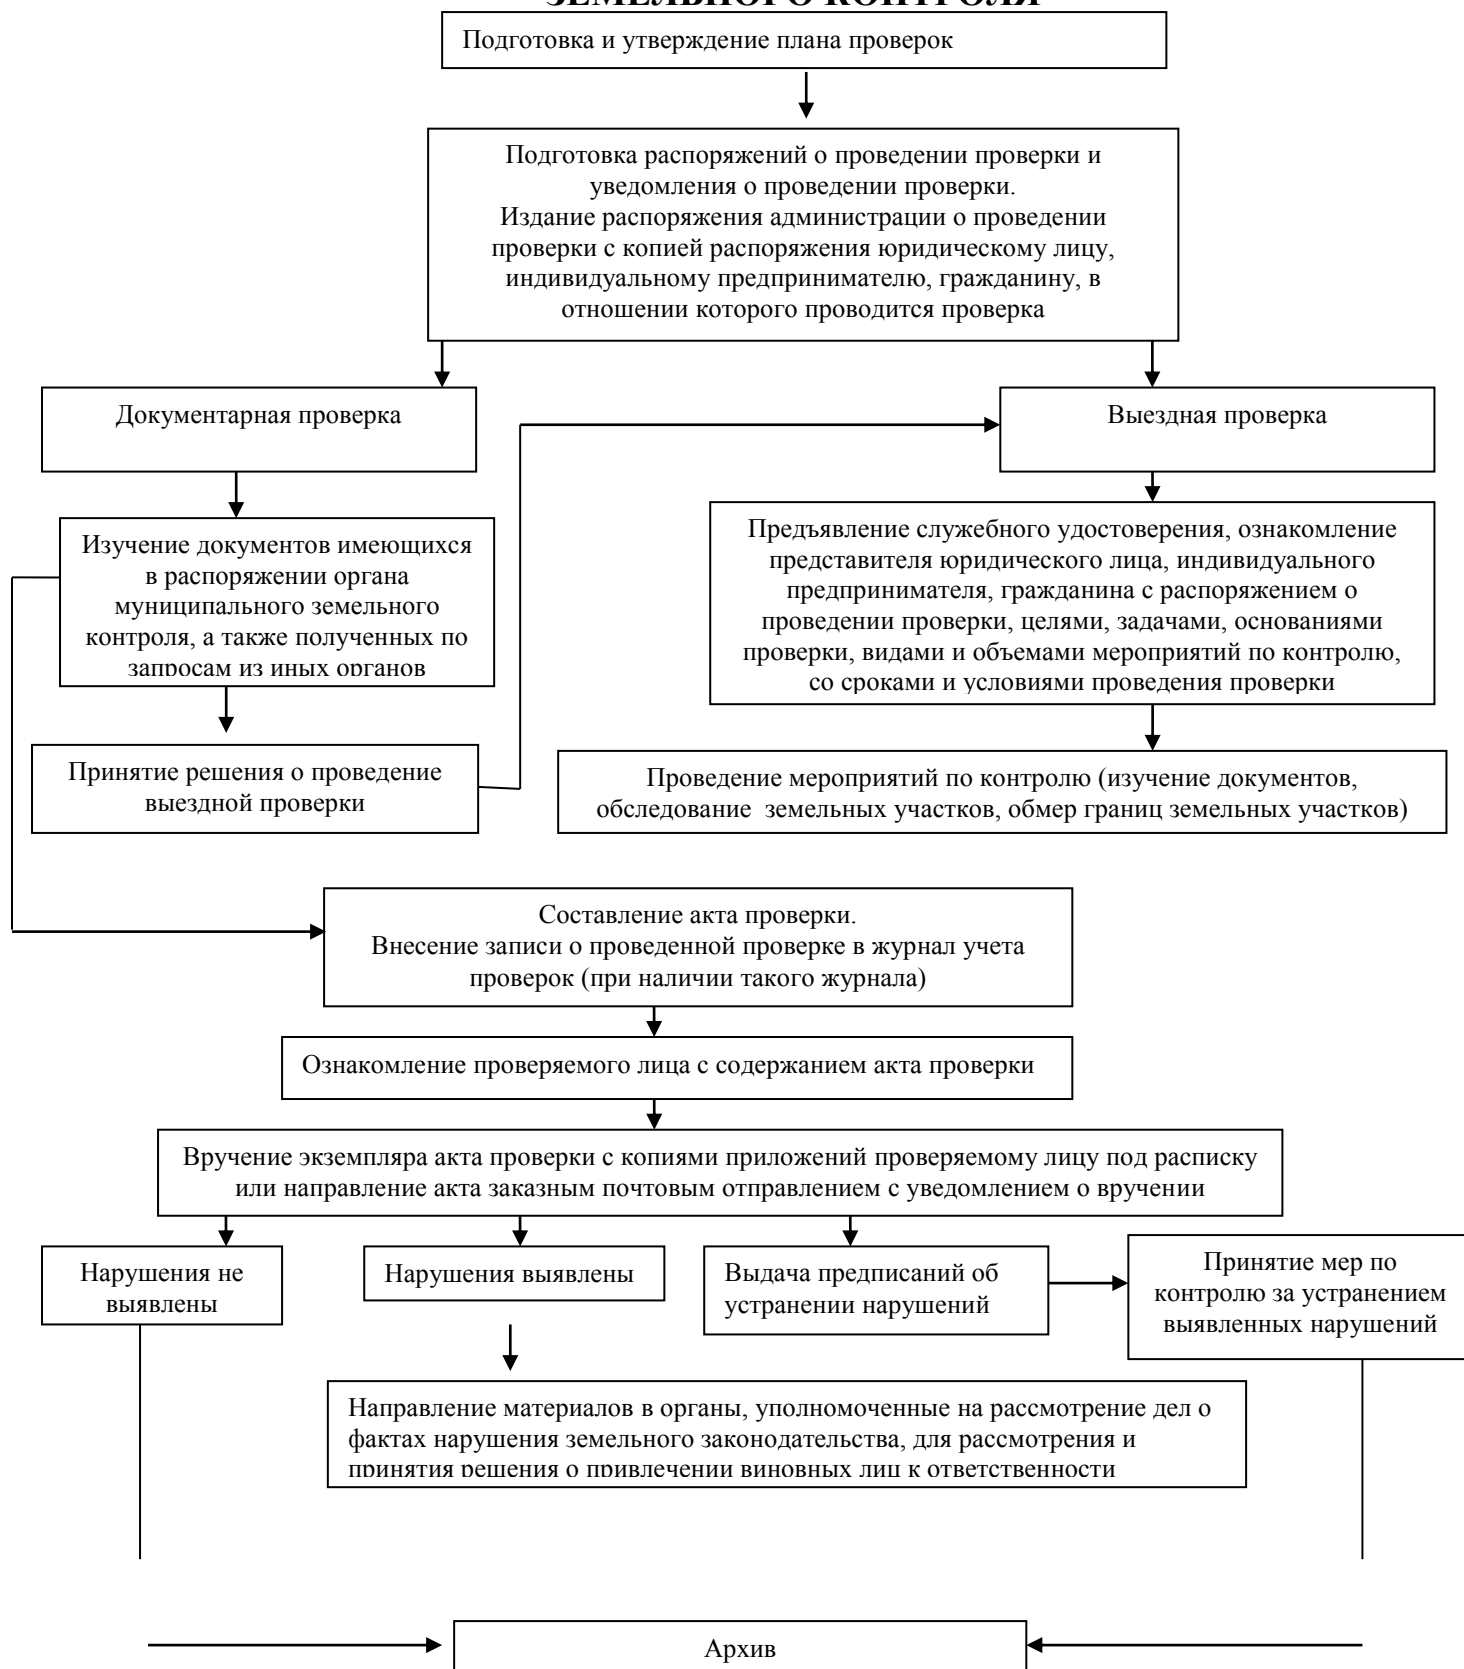 ЗЕМЕЛЬНОГО КОНТРОЛЯ
Подготовка и утверждение плана проверок
Подготовка распоряжений о проведении проверки и
уведомления о проведении проверки.
Издание распоряжения администрации о проведении
проверки с копией распоряжения юридическому лицу,
индивидуальному предпринимателю, гражданину, в
отношении которого проводится проверка
Документарная проверка
Выездная проверка
Изучение документов имеющихся
в распоряжении органа
муниципального земельного
контроля, а также полученных по
запросам из иных органов
Предъявление служебного удостоверения, ознакомление
представителя юридического лица, индивидуального
предпринимателя, гражданина с распоряжением о
проведении проверки, целями, задачами, основаниями
проверки, видами и объемами мероприятий по контролю,
со сроками и условиями проведения проверки
Принятие решения о проведение
выездной проверки
Проведение мероприятий по контролю (изучение документов,
обследование земельных участков, обмер границ земельных участков)
Составление акта проверки.
Внесение записи о проведенной проверке в журнал учета
проверок (при наличии такого журнала)
Ознакомление проверяемого лица с содержанием акта проверки
Вручение экземпляра акта проверки с копиями приложений проверяемому лицу под расписку
или направление акта заказным почтовым отправлением с уведомлением о вручении
Нарушения не
выявлены
Нарушения выявлены
Выдача предписаний об
устранении нарушений
Принятие мер по
контролю за устранением
выявленных нарушений
Направление материалов в органы, уполномоченные на рассмотрение дел о
фактах нарушения земельного законодательства, для рассмотрения и
принятия решения о привлечении виновных лиц к ответственности
Архив